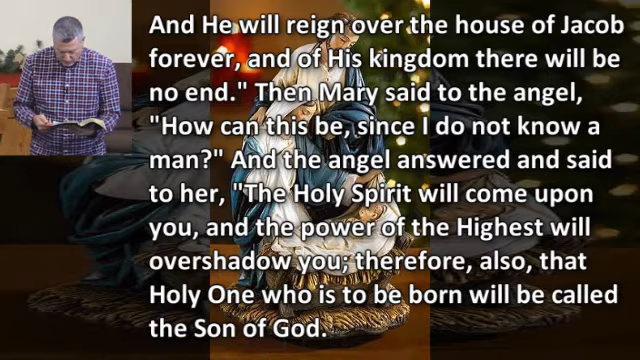 And He will reign over the house of Jacob
forever, and of His kingdom there will be
no end." Then Mary said to the angel,
"How can this be, since I do not know a
man?" And the angel answered and said
to her, "The Holy Spirit will come upon
you, and the power of the Highest will
overshadow you; therefore, also, that
Holy One who is to be born will be called
the Son of God.